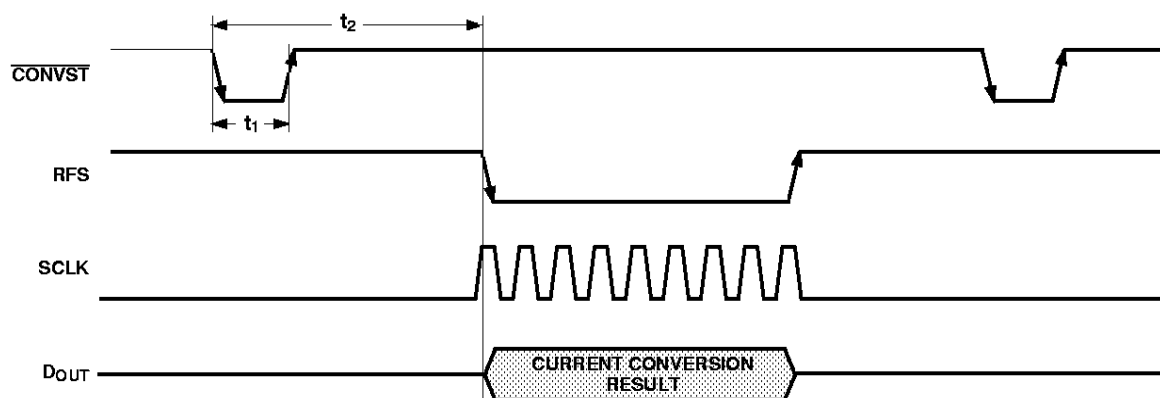 t2
CONVST
t1
RFS
SCLK
DOUT
CURRENT CONVERSION
RESULT